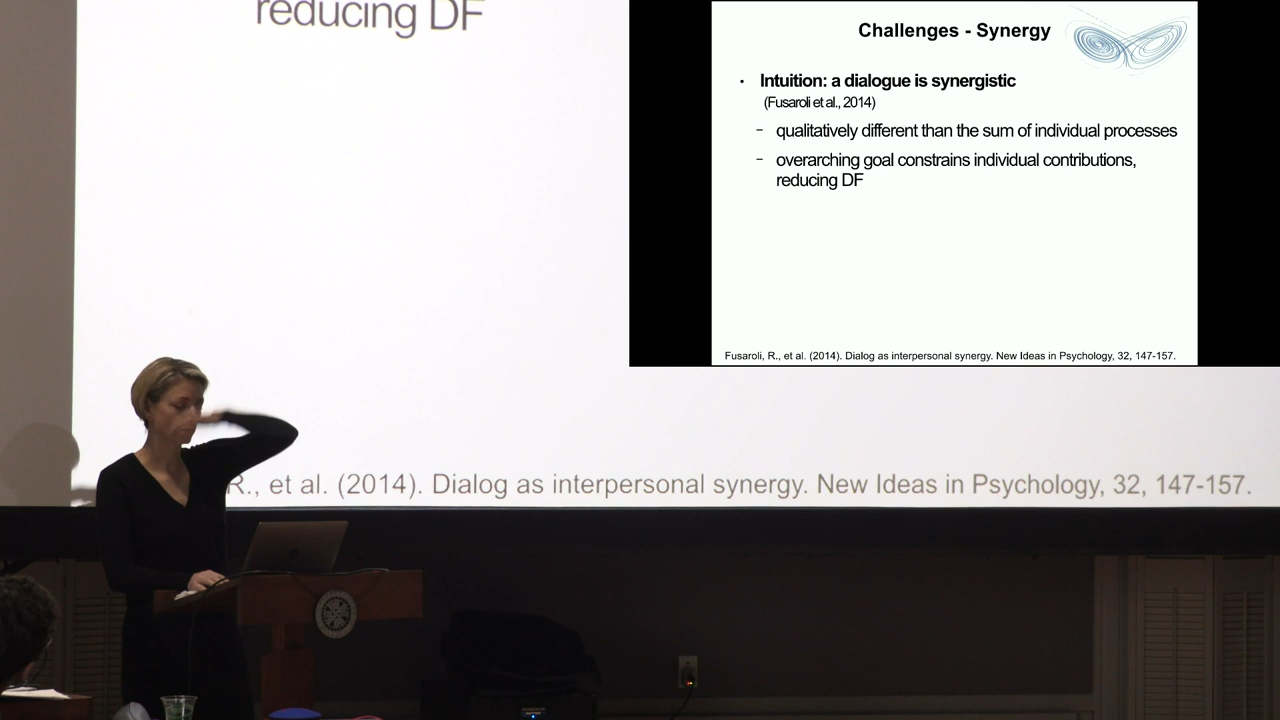 reducing DF
Challenges - Synergy
• Intuition: a dialogue is synergistic
(Fusaroli et al., 2014)
– qualitatively different than the sum of individual processes
– overarching goal constrains individual contributions,
reducing DF
Fusaroli, R., et al. (2014). Dialog as interpersonal synergy. New Ideas in Psychology, 32, 147-157.
R., et al. (2014). Dialog as interpersonal synergy. New Ideas in Psychology, 32, 147-157.